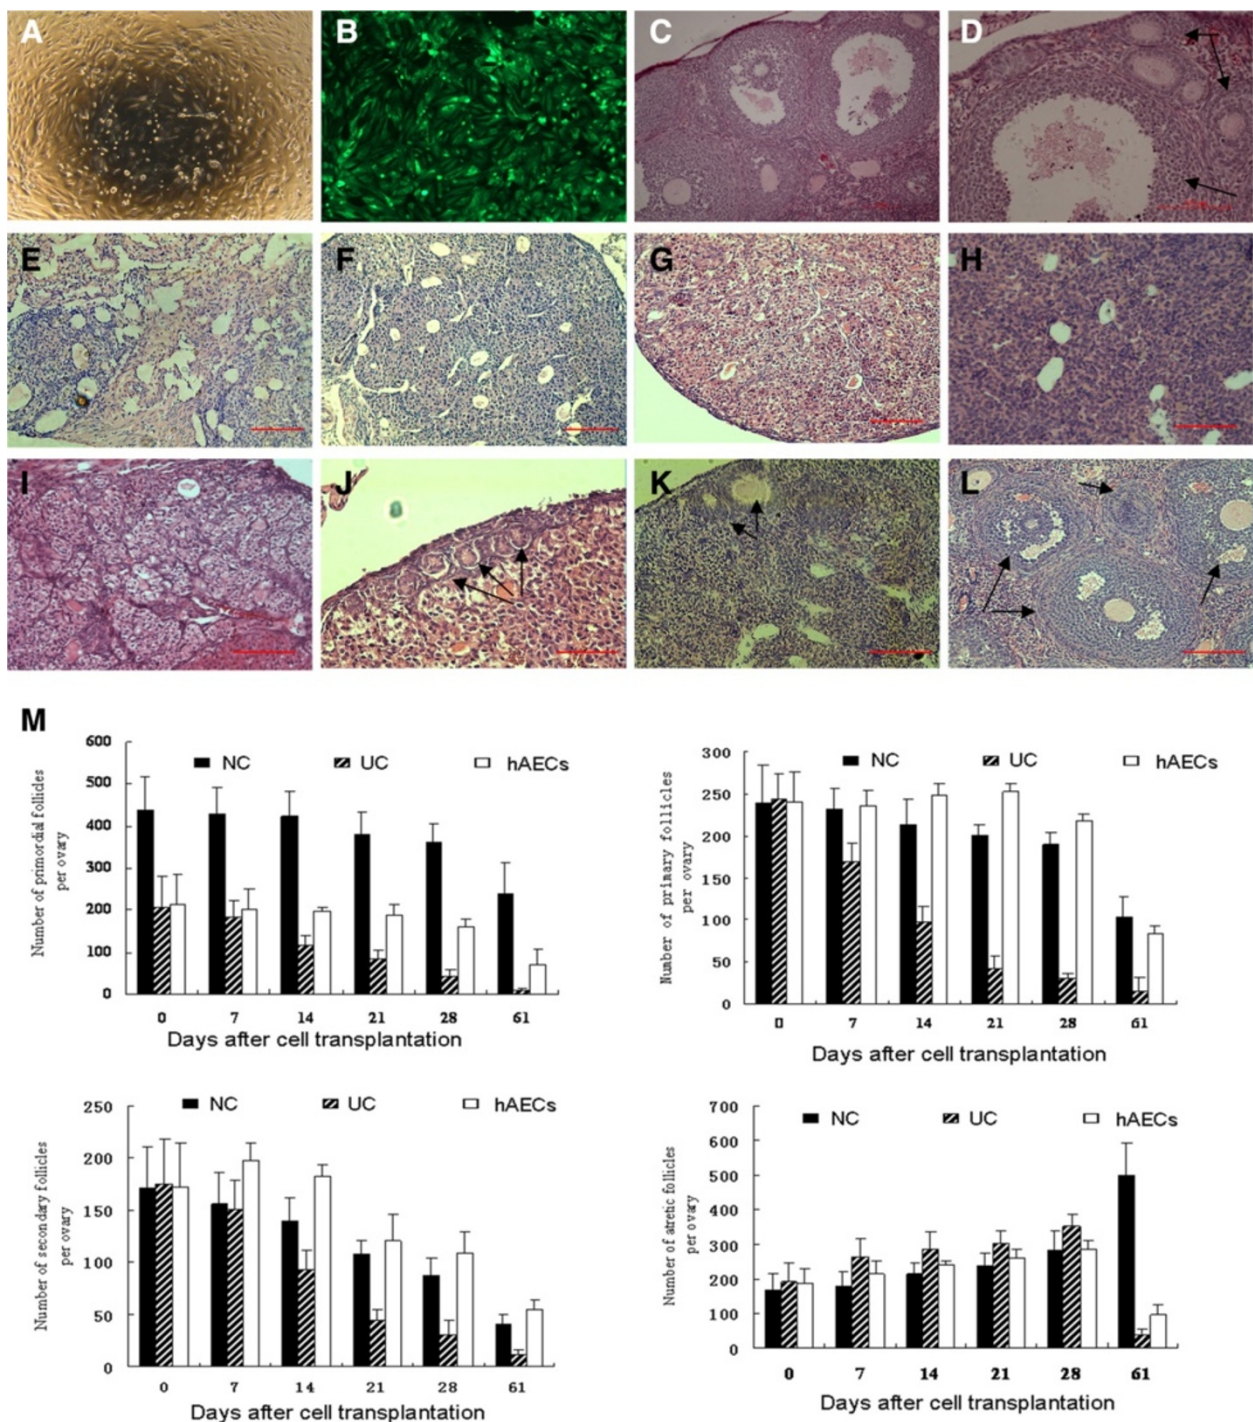 A B C D
E F G H
I J K L
M
600
500
400
300
200
100
0
NC UC hAECs
Number of primordial follicles
per ovary
0 7 14 21 28 61
Days after cell transplantation
300
250
200
150
100
50
0
NC UC hAECs
Number of primary follicles
per ovary
0 7 14 21 28 61
Days after cell transplantation
250
200
150
100
50
0
NC UC hAECs
Number of secondary follicles
per ovary
0 7 14 21 28 61
Days after cell transplantation
700
600
500
400
300
200
100
0
NC UC hAECs
Number of atretic follicles
per ovary
0 7 14 21 28 61
Days after cell transplantation